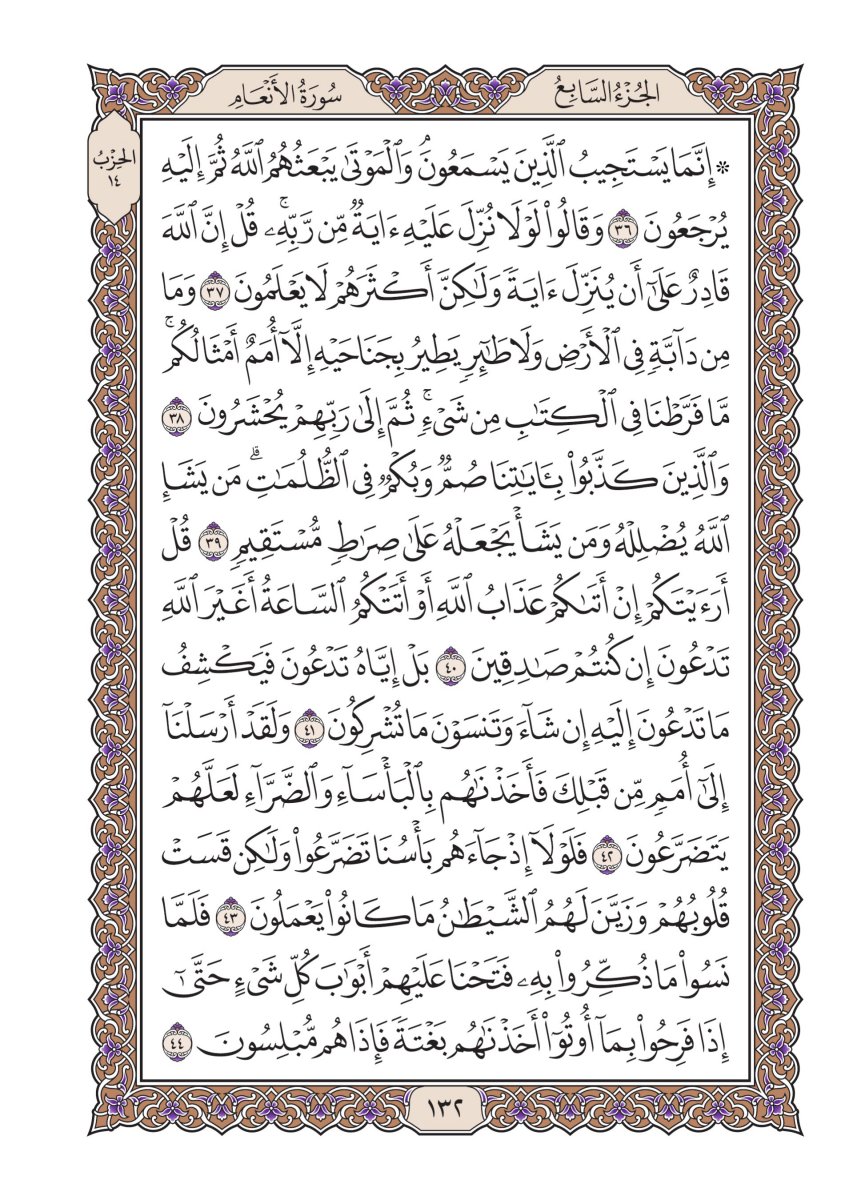 الجُزْءُ السَّابِعُ
سُورَةُ الأَنْعَامِ
الحِزْبُ
١٤
* إِنَّمَا يَسْتَجِيبُ ٱلَّذِينَ يَسْمَعُونَۘ وَٱلْمَوْتَىٰ يَبْعَثُهُمُ ٱللَّهُ ثُمَّ إِلَيْهِ
يُرْجَعُونَ ٣٦ وَقَالُوا۟ لَوْلَا نُزِّلَ عَلَيْهِ ءَايَةٌ مِّن رَّبِّهِۦۚ قُلْ إِنَّ ٱللَّهَ
قَادِرٌ عَلَىٰٓ أَن يُنَزِّلَ ءَايَةً وَلَٰكِنَّ أَكْثَرَهُمْ لَا يَعْلَمُونَ ٣٧ وَمَا
مِن دَآبَّةٍ فِى ٱلْأَرْضِ وَلَا طَٰٓئِرٍ يَطِيرُ بِجَنَاحَيْهِ إِلَّآ أُمَمٌ أَمْثَالُكُمۚ
مَّا فَرَّطْنَا فِى ٱلْكِتَٰبِ مِن شَىْءٍۚ ثُمَّ إِلَىٰ رَبِّهِمْ يُحْشَرُونَ ٣٨
وَٱلَّذِينَ كَذَّبُوا۟ بِـَٔايَٰتِنَا صُمٌّ وَبُكْمٌ فِى ٱلظُّلُمَٰتِۗ مَن يَشَإِ
ٱللَّهُ يُضْلِلْهُ وَمَن يَشَأْ يَجْعَلْهُ عَلَىٰ صِرَٰطٍ مُّسْتَقِيمٍ ٣٩ قُلْ
أَرَءَيْتَكُمْ إِنْ أَتَىٰكُمْ عَذَابُ ٱللَّهِ أَوْ أَتَتْكُمُ ٱلسَّاعَةُ أَغَيْرَ ٱللَّهِ
تَدْعُونَ إِن كُنتُمْ صَٰدِقِينَ ٤٠ بَلْ إِيَّاهُ تَدْعُونَ فَيَكْشِفُ
مَا تَدْعُونَ إِلَيْهِ إِن شَآءَ وَتَنسَوْنَ مَا تُشْرِكُونَ ٤١ وَلَقَدْ أَرْسَلْنَآ
إِلَىٰٓ أُمَمٍ مِّن قَبْلِكَ فَأَخَذْنَٰهُم بِٱلْبَأْسَآءِ وَٱلضَّرَّآءِ لَعَلَّهُمْ
يَتَضَرَّعُونَ ٤٢ فَلَوْلَآ إِذْ جَآءَهُم بَأْسُنَا تَضَرَّعُوا۟ وَلَٰكِن قَسَتْ
قُلُوبُهُمْ وَزَيَّنَ لَهُمُ ٱلشَّيْطَٰنُ مَا كَانُوا۟ يَعْمَلُونَ ٤٣ فَلَمَّا
نَسُوا۟ مَا ذُكِّرُوا۟ بِهِۦ فَتَحْنَا عَلَيْهِمْ أَبْوَٰبَ كُلِّ شَىْءٍ حَتَّىٰٓ
إِذَا فَرِحُوا۟ بِمَآ أُوتُوٓا۟ أَخَذْنَٰهُم بَغْتَةً فَإِذَا هُم مُّبْلِسُونَ ٤٤
١٣٢